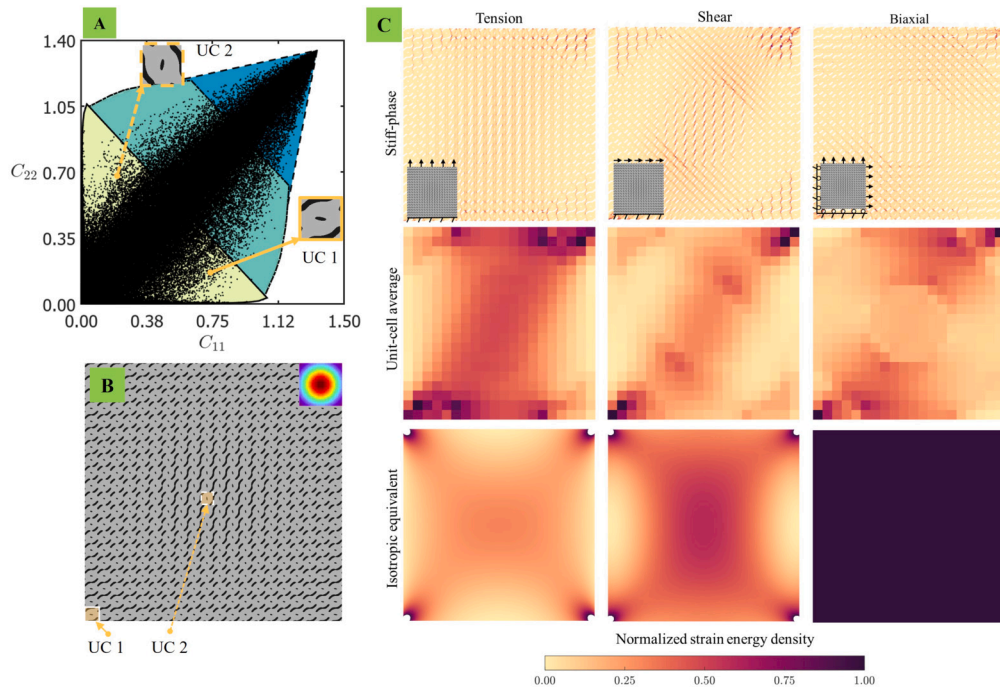 A
1.40
1.05
0.70
0.35
0.00
C22
UC 2
UC 1
0.00 0.38 0.75 1.12 1.50
C11
B
UC 1 UC 2
C
Tension Shear Biaxial
Stiff-phase
Unit-cell average
Isotropic equivalent
Normalized strain energy density
0.00 0.25 0.50 0.75 1.00